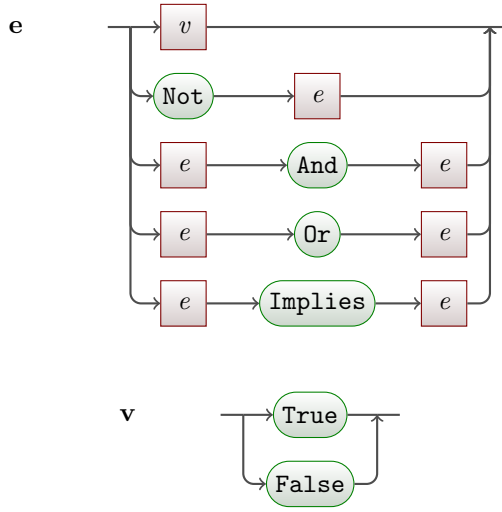 e v
Not e
e And e
e Or e
e Implies e
v True
False